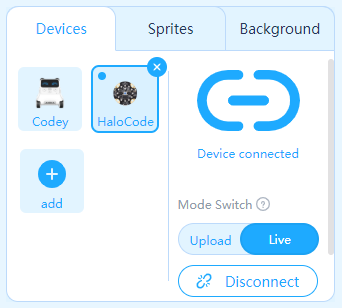 Devices
Sprites
Background
Codey
HaloCode
add
Device connected
Mode Switch
Upload
Live
Disconnect